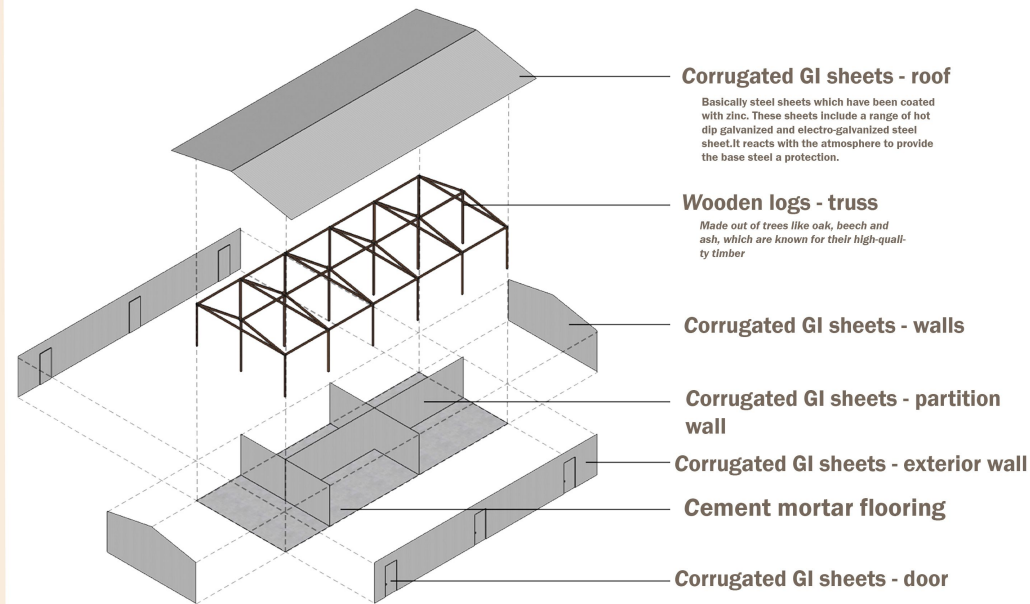 Corrugated GI sheets - roof
Basically steel sheets which have been coated
with zinc. These sheets include a range of hot
dip galvanized and electro-galvanized steel
sheet.It reacts with the atmosphere to provide
the base steel a protection.
Wooden logs - truss
Made out of trees like oak, beech and
ash, which are known for their high-quali-
ty timber
Corrugated GI sheets - walls
Corrugated GI sheets - partition
wall
Corrugated GI sheets - exterior wall
Cement mortar flooring
Corrugated GI sheets - door